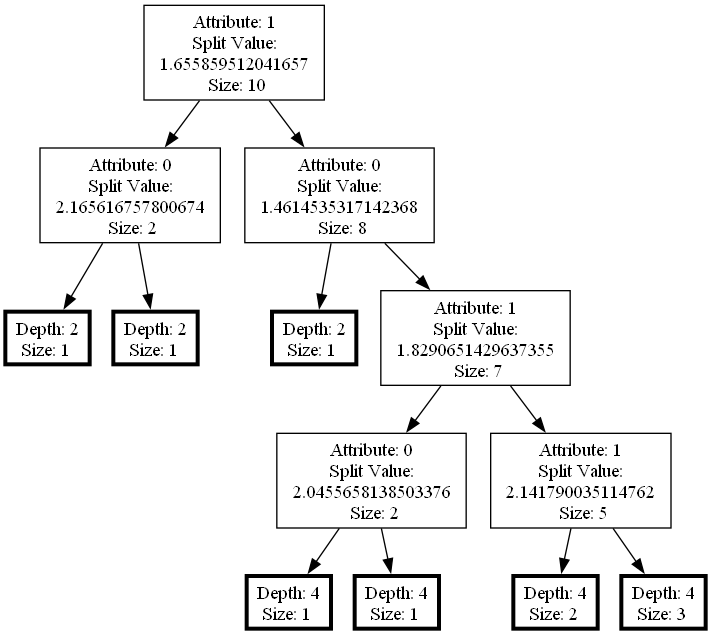 Attribute: 1
Split Value:
1.655859512041657
Size: 10
Attribute: 0
Split Value:
2.165616757800674
Size: 2
Attribute: 0
Split Value:
1.4614535317142368
Size: 8
Depth: 2
Size: 1
Depth: 2
Size: 1
Depth: 2
Size: 1
Attribute: 1
Split Value:
1.8290651429637355
Size: 7
Attribute: 0
Split Value:
2.0455658138503376
Size: 2
Attribute: 1
Split Value:
2.141790035114762
Size: 5
Depth: 4
Size: 1
Depth: 4
Size: 1
Depth: 4
Size: 2
Depth: 4
Size: 3